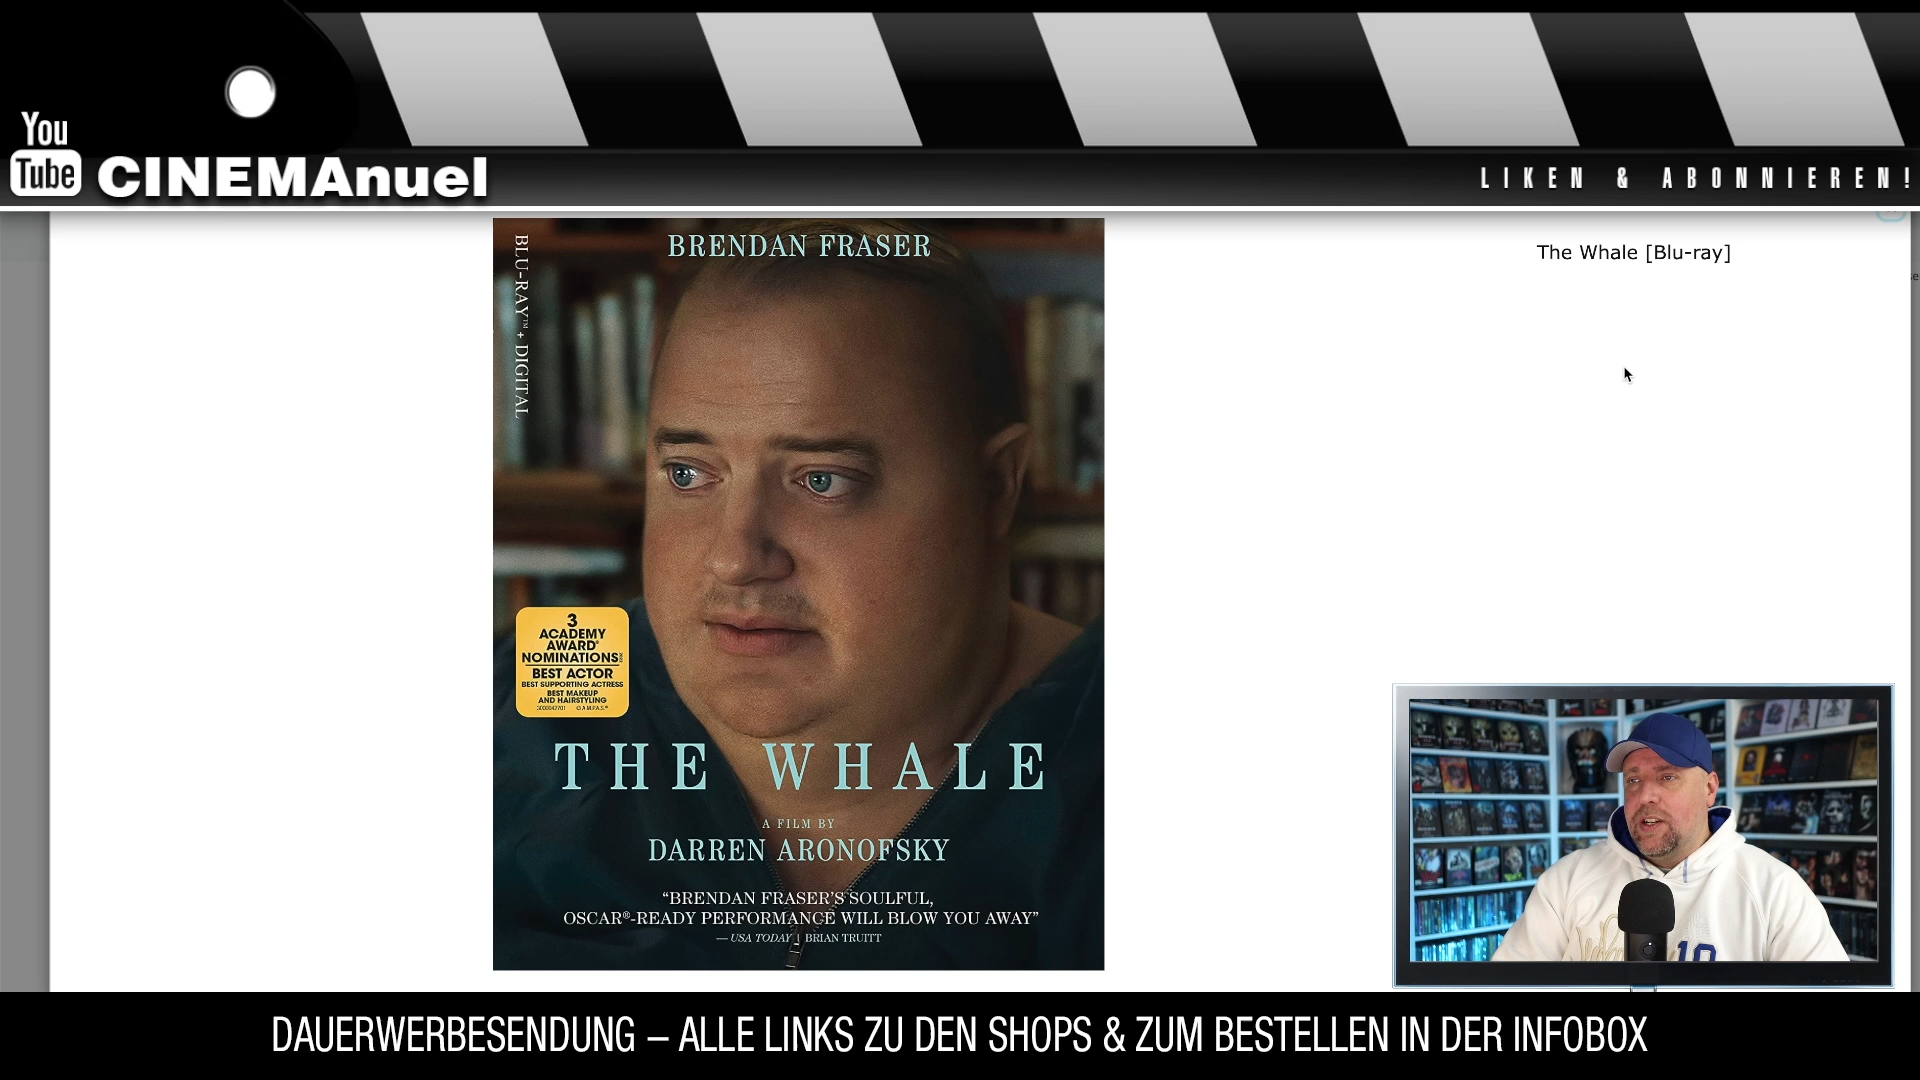 You
Tube
CINEMAnuel
LIKEN & ABONNIEREN!
BRENDAN FRASER
BLU-RAY™ + DIGITAL
The Whale [Blu-ray]
3
ACADEMY
AWARD®
NOMINATIONS
BEST ACTOR
BEST SUPPORTING ACTRESS
BEST MAKEUP
AND HAIRSTYLING
©A.M.P.A.S.®
THE WHALE
A FILM BY
DARREN ARONOFSKY
“BRENDAN FRASER’S SOULFUL,
OSCAR®-READY PERFORMANCE WILL BLOW YOU AWAY”
— USA TODAY | BRIAN TRUITT
10
DAUERWERBESENDUNG – ALLE LINKS ZU DEN SHOPS & ZUM BESTELLEN IN DER INFOBOX